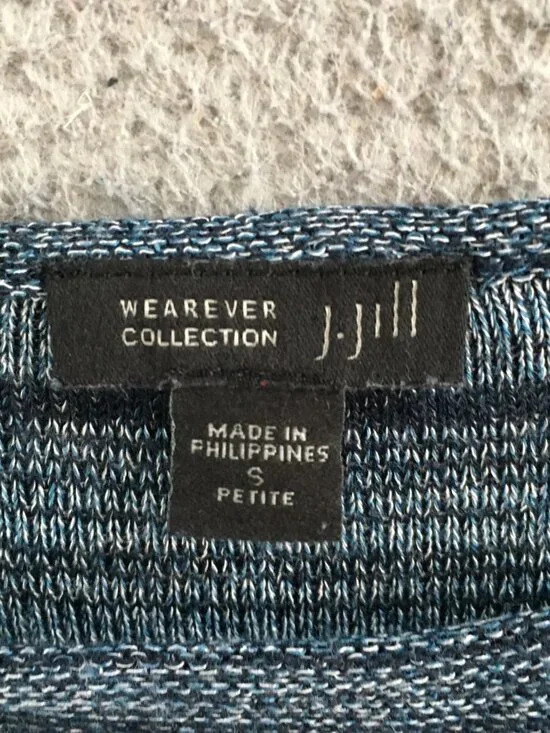 WEAREVER
COLLECTION
J.Jill
MADE IN
PHILIPPINES
S
PETITE